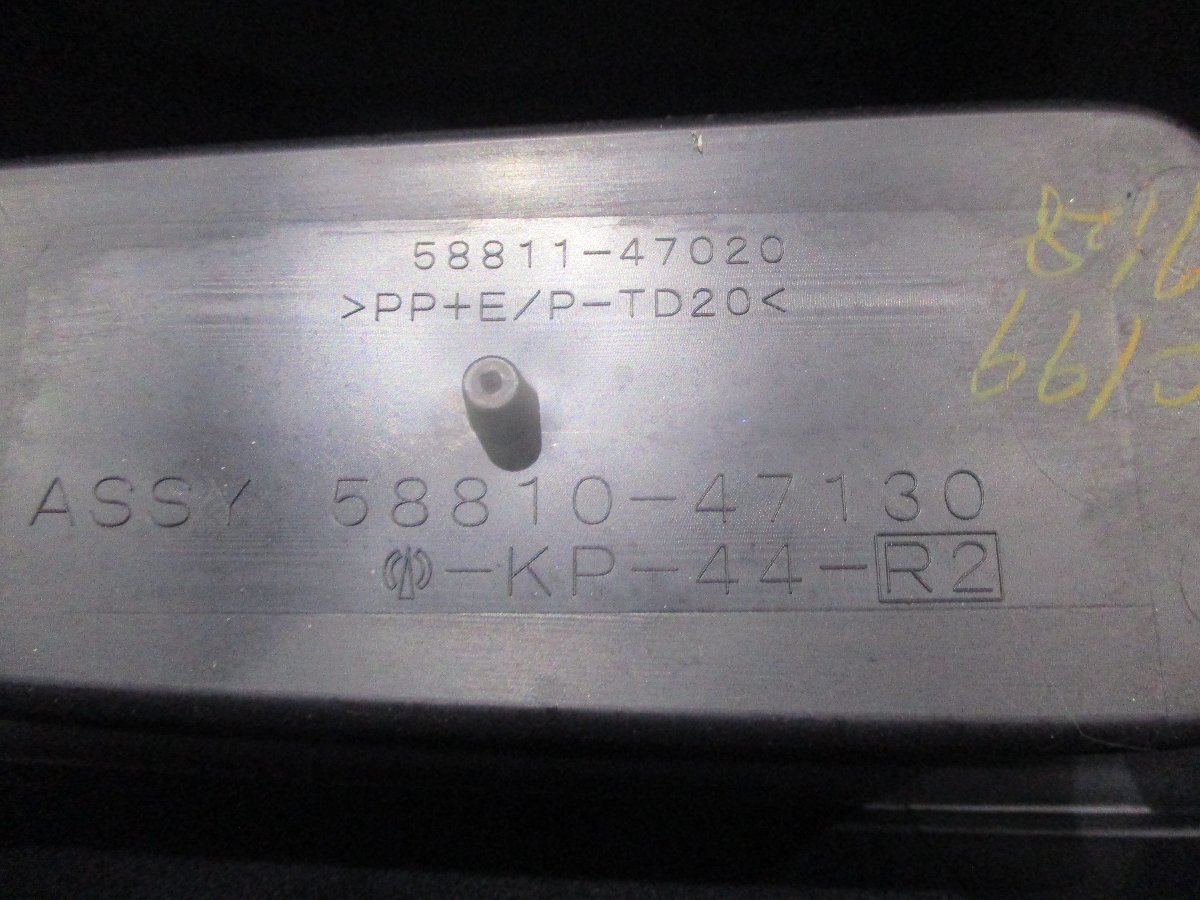 58811-47020
>PP+E/P-TD20<
ASSY 58810-47130
-KP-44-R2